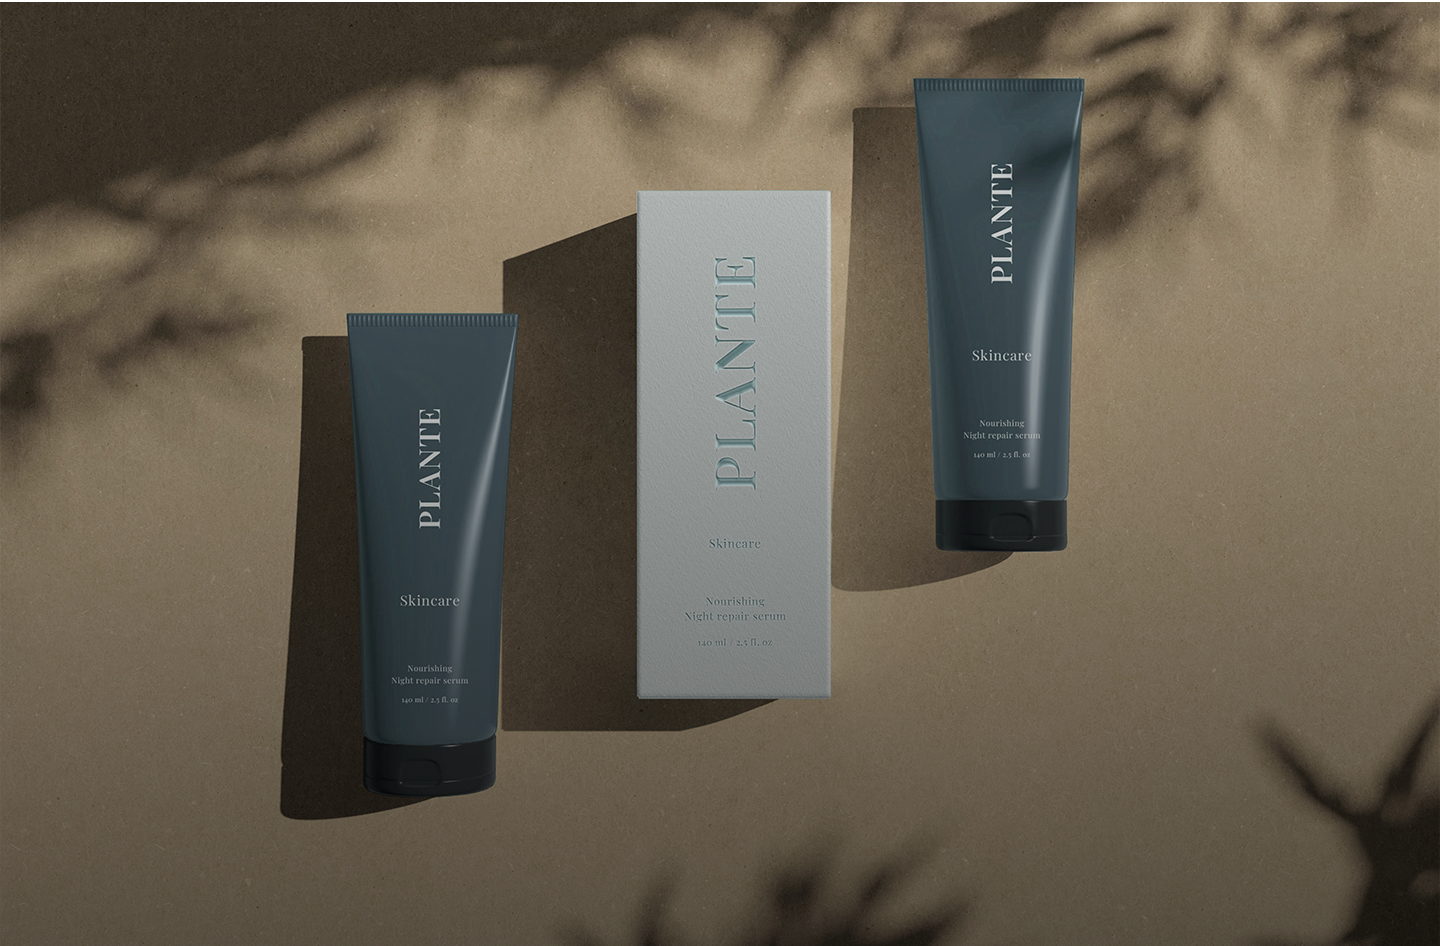 PLANTE
Skincare
Nourishing
Night repair serum
140 ml / 2.5 fl. oz
PLANTE
Skincare
Nourishing
Night repair serum
140 ml / 2.5 fl. oz
PLANTE
Skincare
Nourishing
Night repair serum
140 ml / 2.5 fl. oz